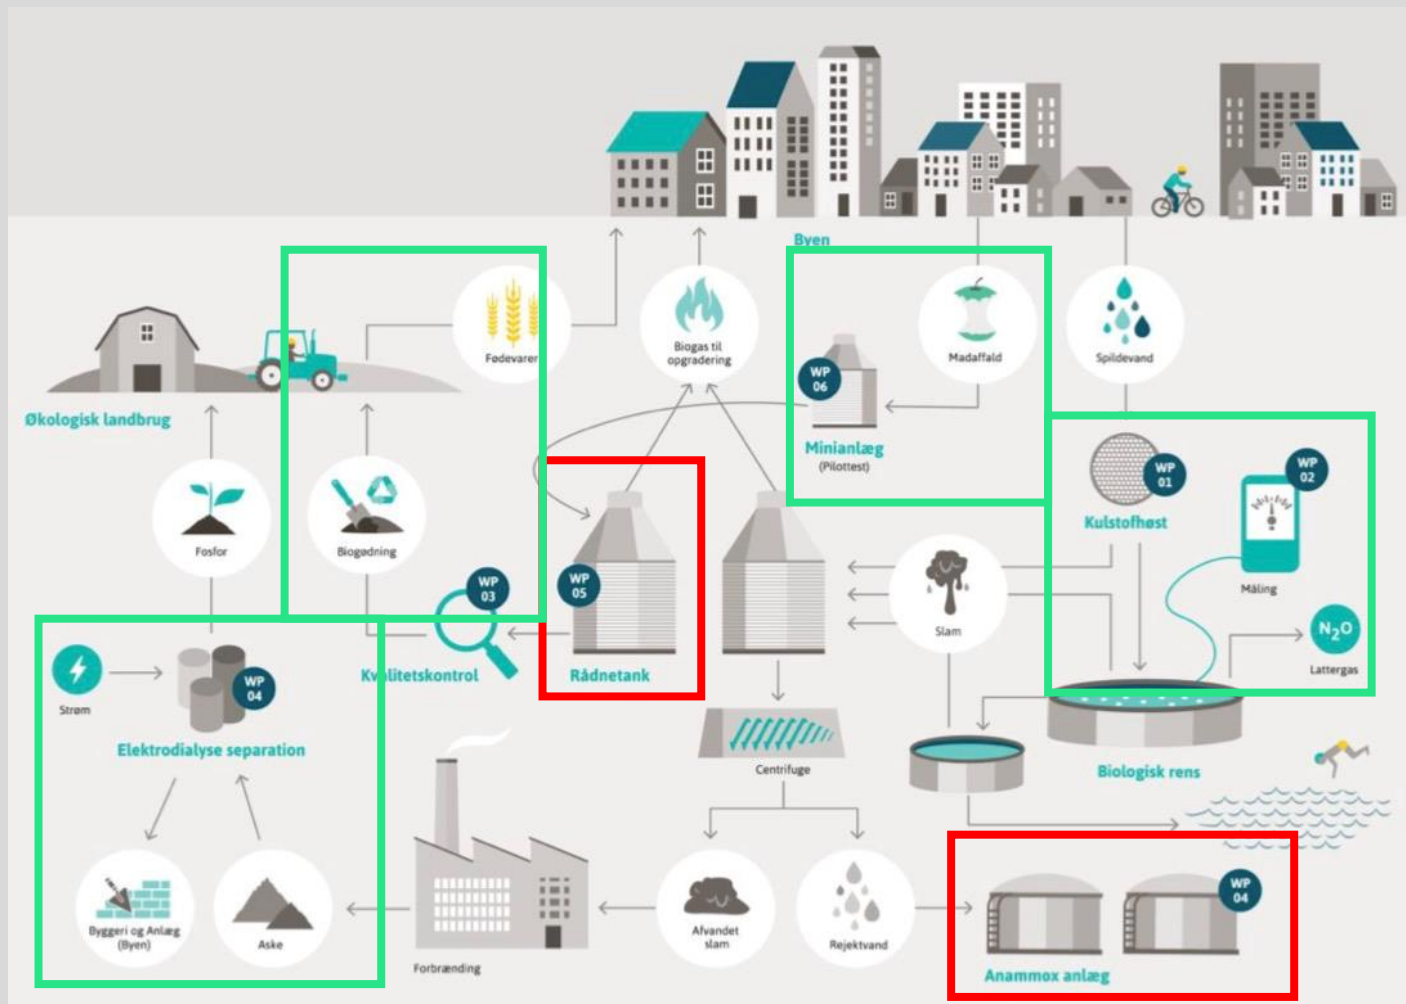 Byen
Fødevarer
Biogas til
opgradering
Madaffald
Spildevand
WP
06
Minianlæg
(Pilottest)
Økologisk landbrug
WP
01
Kulstofhøst
WP
02
Måling
N₂O
Lattergas
Fosfor
Biogødning
WP
03
Kvalitetskontrol
WP
05
Rådnetank
Slam
Strøm
WP
04
Elektrodialyse separation
Centrifuge
Biologisk rens
Byggeri og Anlæg
(Byen)
Aske
Forbrænding
Afvandet
slam
Rejektvand
WP
04
Anammox anlæg